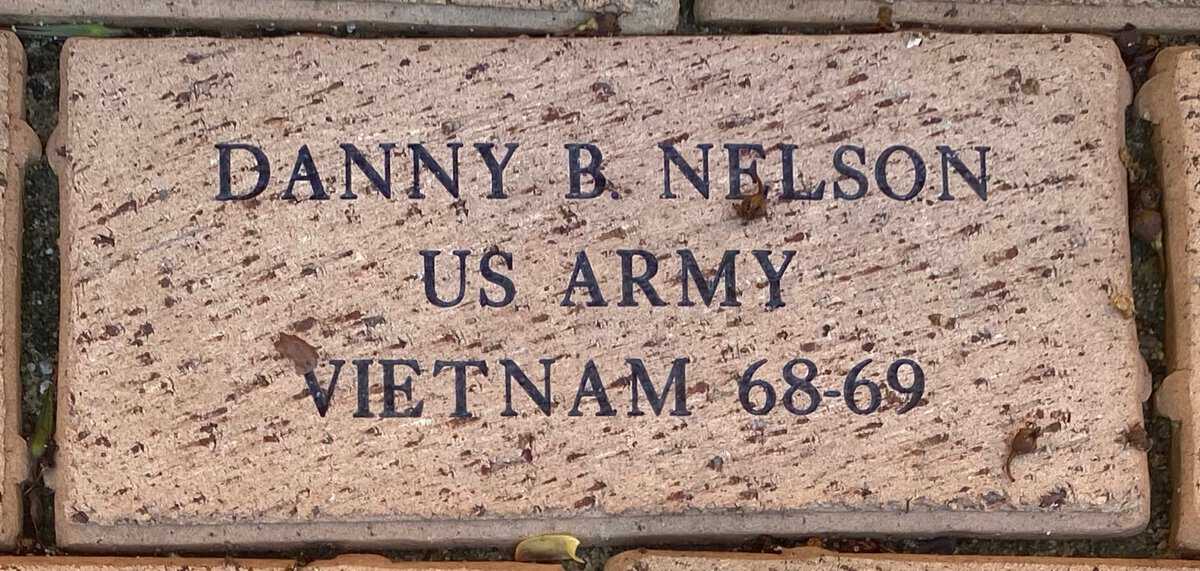 DANNY B. NELSON
US ARMY
VIETNAM 68-69